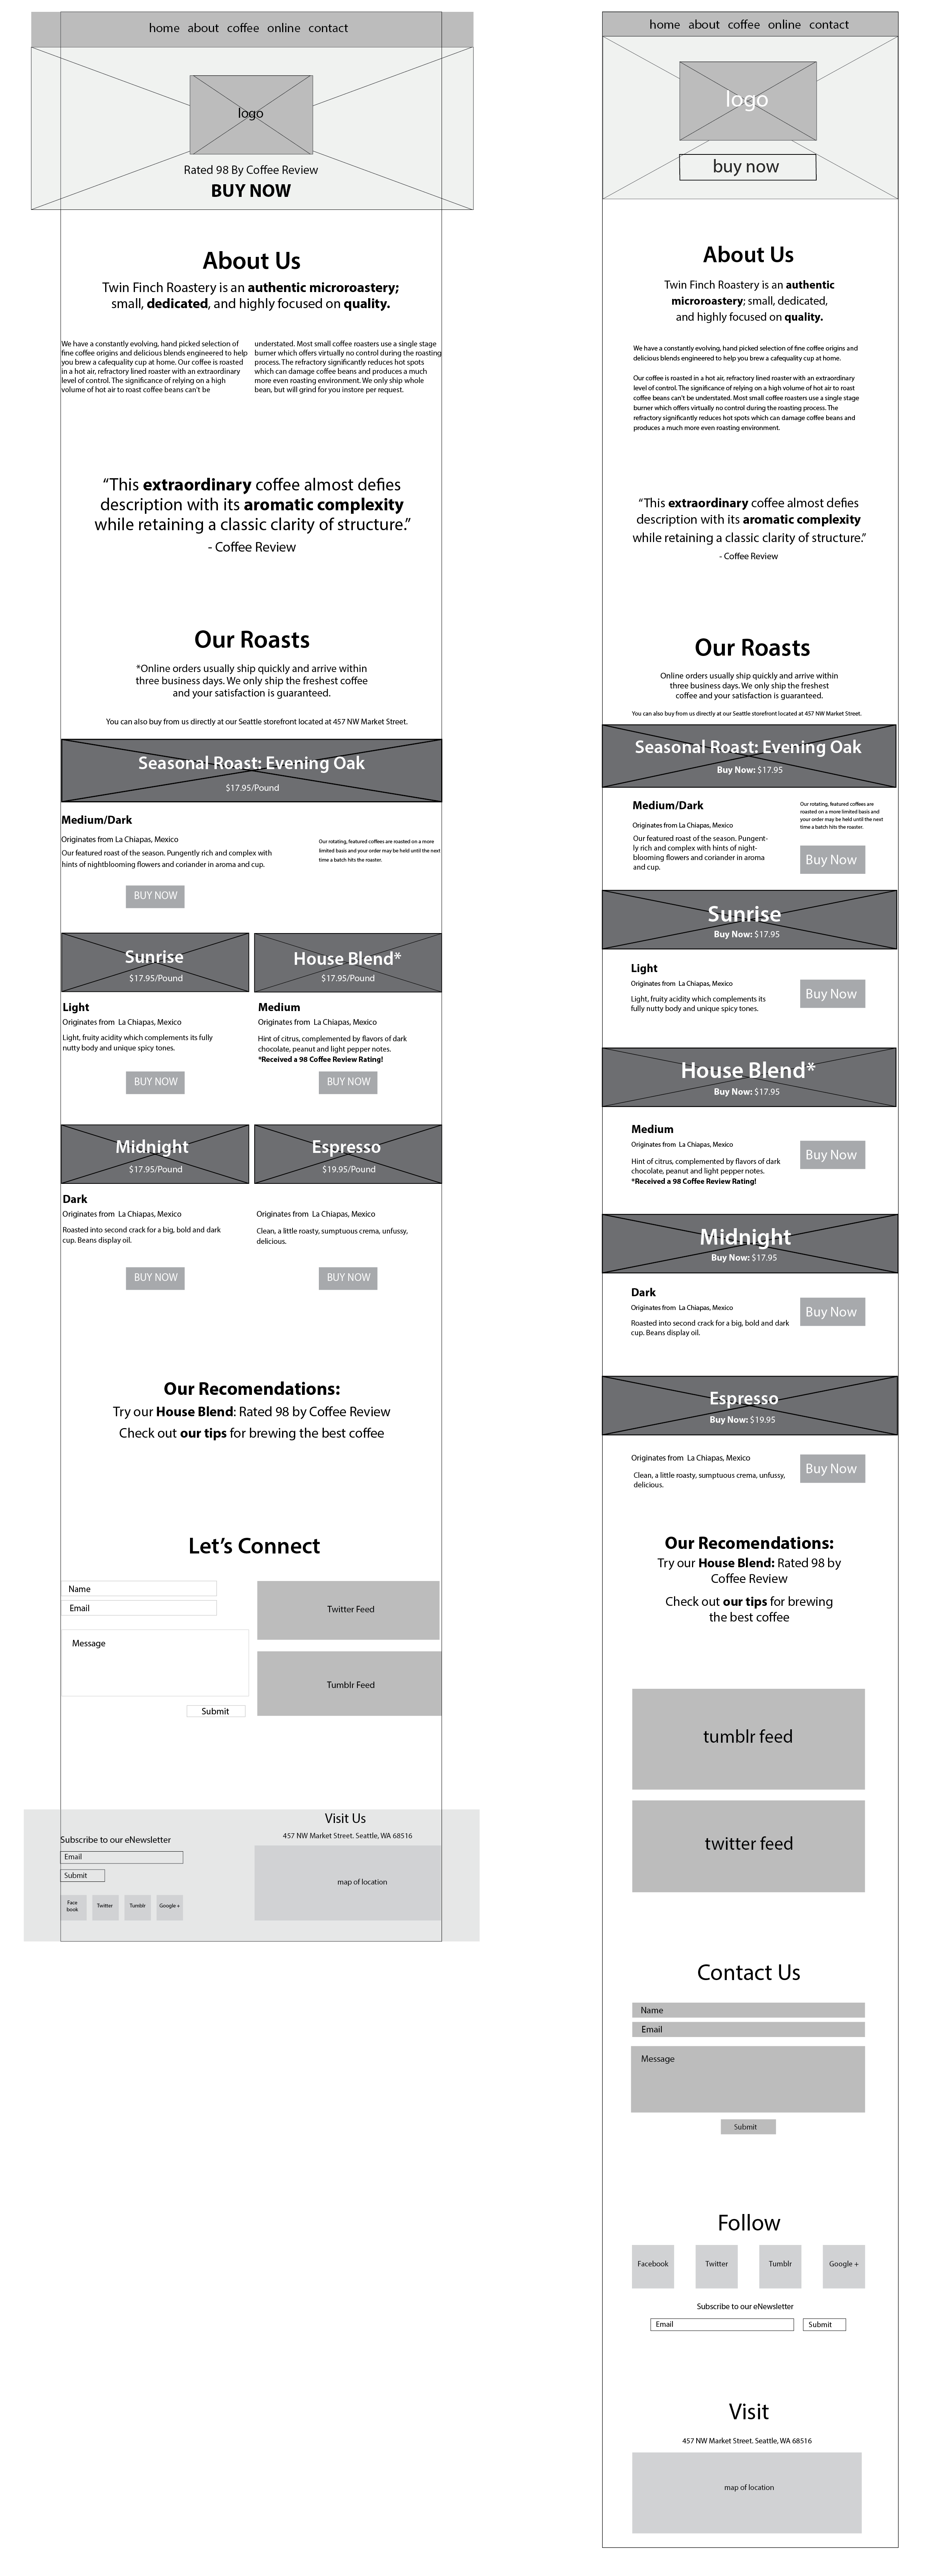 home about coffee online contact
logo
Rated 98 By Coffee Review
BUY NOW
About Us
Twin Finch Roastery is an authentic microroastery;
small, dedicated, and highly focused on quality.
We have a constantly evolving, hand picked selection of
fine coffee origins and delicious blends engineered to help
you brew a cafequality cup at home. Our coffee is roasted
in a hot air, refractory lined roaster with an extraordinary
level of control. The significance of relying on a high
volume of hot air to roast coffee beans can't be
understated. Most small coffee roasters use a single stage
burner which offers virtually no control during the roasting
process. The refractory significantly reduces hot spots
which can damage coffee beans and produces a much
more even roasting environment. We only ship whole
bean, but will grind for you instore per request.
“This extraordinary coffee almost defies
description with its aromatic complexity
while retaining a classic clarity of structure.”
- Coffee Review
Our Roasts
*Online orders usually ship quickly and arrive within
three business days. We only ship the freshest coffee
and your satisfaction is guaranteed.
You can also buy from us directly at our Seattle storefront located at 457 NW Market Street.
Seasonal Roast: Evening Oak
$17.95/Pound
Medium/Dark
Originates from La Chiapas, Mexico
Our featured roast of the season. Pungently rich and complex with
hints of nightblooming flowers and coriander in aroma and cup.
Our rotating, featured coffees are roasted on a more
limited basis and your order may be held until the next
time a batch hits the roaster.
BUY NOW
Sunrise
$17.95/Pound
Light
Originates from La Chiapas, Mexico
Light, fruity acidity which complements its fully
nutty body and unique spicy tones.
BUY NOW
House Blend*
$17.95/Pound
Medium
Originates from La Chiapas, Mexico
Hint of citrus, complemented by flavors of dark
chocolate, peanut and light pepper notes.
*Received a 98 Coffee Review Rating!
BUY NOW
Midnight
$17.95/Pound
Dark
Originates from La Chiapas, Mexico
Roasted into second crack for a big, bold and dark
cup. Beans display oil.
BUY NOW
Espresso
$19.95/Pound
Originates from La Chiapas, Mexico
Clean, a little roasty, sumptuous crema, unfussy,
delicious.
BUY NOW
Our Recomendations:
Try our House Blend: Rated 98 by Coffee Review
Check out our tips for brewing the best coffee
Let's Connect
Name
Email
Message
Submit
Twitter Feed
Tumblr Feed
Subscribe to our eNewsletter
Email
Submit
Face
book
Twitter
Tumblr
Google +
Visit Us
457 NW Market Street. Seattle, WA 68516
map of location
home about coffee online contact
logo
buy now
About Us
Twin Finch Roastery is an authentic
microroastery; small, dedicated,
and highly focused on quality.
We have a constantly evolving, hand picked selection of fine coffee origins and
delicious blends engineered to help you brew a cafequality cup at home.
Our coffee is roasted in a hot air, refractory lined roaster with an extraordinary
level of control. The significance of relying on a high volume of hot air to roast
coffee beans can't be understated. Most small coffee roasters use a single stage
burner which offers virtually no control during the roasting process. The
refractory significantly reduces hot spots which can damage coffee beans and
produces a much more even roasting environment.
“This extraordinary coffee almost defies
description with its aromatic complexity
while retaining a classic clarity of structure.”
- Coffee Review
Our Roasts
Online orders usually ship quickly and arrive within
three business days. We only ship the freshest
coffee and your satisfaction is guaranteed.
You can also buy from us directly at our Seattle storefront located at 457 NW Market Street.
Seasonal Roast: Evening Oak
Buy Now: $17.95
Medium/Dark
Originates from La Chiapas, Mexico
Our featured roast of the season. Pungent-
ly rich and complex with hints of night-
blooming flowers and coriander in aroma
and cup.
Our rotating, featured coffees are
roasted on a more limited basis and
your order may be held until the next
time a batch hits the roaster.
Buy Now
Sunrise
Buy Now: $17.95
Light
Originates from La Chiapas, Mexico
Light, fruity acidity which complements its
fully nutty body and unique spicy tones.
Buy Now
House Blend*
Buy Now: $17.95
Medium
Originates from La Chiapas, Mexico
Hint of citrus, complemented by flavors of dark
chocolate, peanut and light pepper notes.
*Received a 98 Coffee Review Rating!
Buy Now
Midnight
Buy Now: $17.95
Dark
Originates from La Chiapas, Mexico
Roasted into second crack for a big, bold and dark
cup. Beans display oil.
Buy Now
Espresso
Buy Now: $19.95
Originates from La Chiapas, Mexico
Clean, a little roasty, sumptuous crema, unfussy,
delicious.
Buy Now
Our Recomendations:
Try our House Blend: Rated 98 by
Coffee Review
Check out our tips for brewing
the best coffee
tumblr feed
twitter feed
Contact Us
Name
Email
Message
Submit
Follow
Facebook
Twitter
Tumblr
Google +
Subscribe to our eNewsletter
Email
Submit
Visit
457 NW Market Street. Seattle, WA 68516
map of location